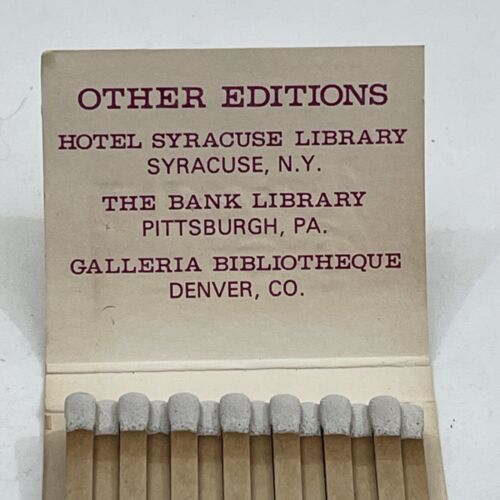 OTHER EDITIONS
HOTEL SYRACUSE LIBRARY
SYRACUSE, N.Y.
THE BANK LIBRARY
PITTSBURGH, PA.
GALLERIA BIBLIOTHEQUE
DENVER, CO.